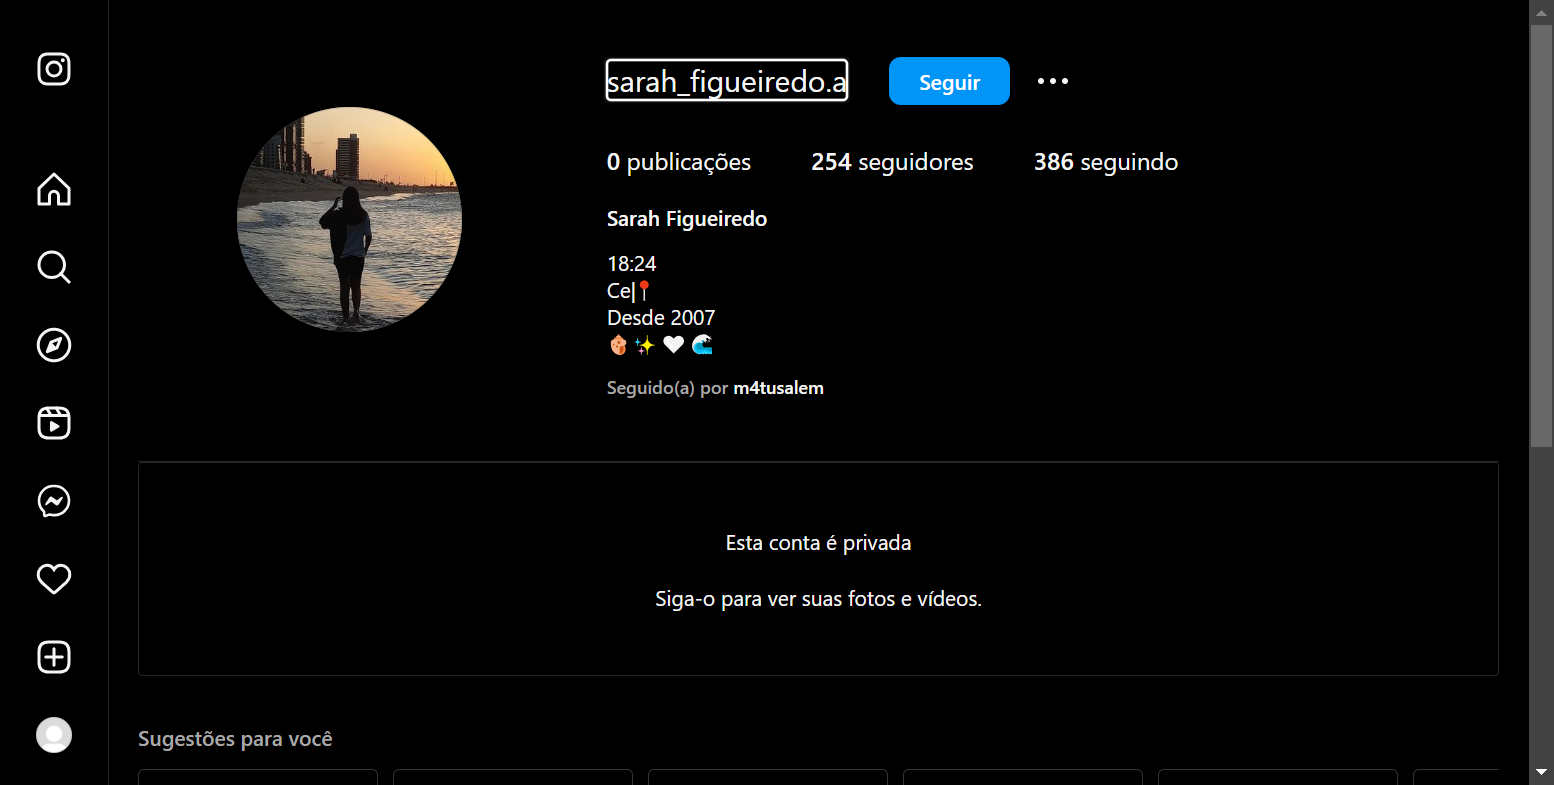 sarah_figueiredo.a
Seguir
0 publicações 254 seguidores 386 seguindo
Sarah Figueiredo
18:24
Ce|📍
Desde 2007
🍪✨🤍🌊
Seguido(a) por m4tusalem
Esta conta é privada
Siga-o para ver suas fotos e vídeos.
Sugestões para você